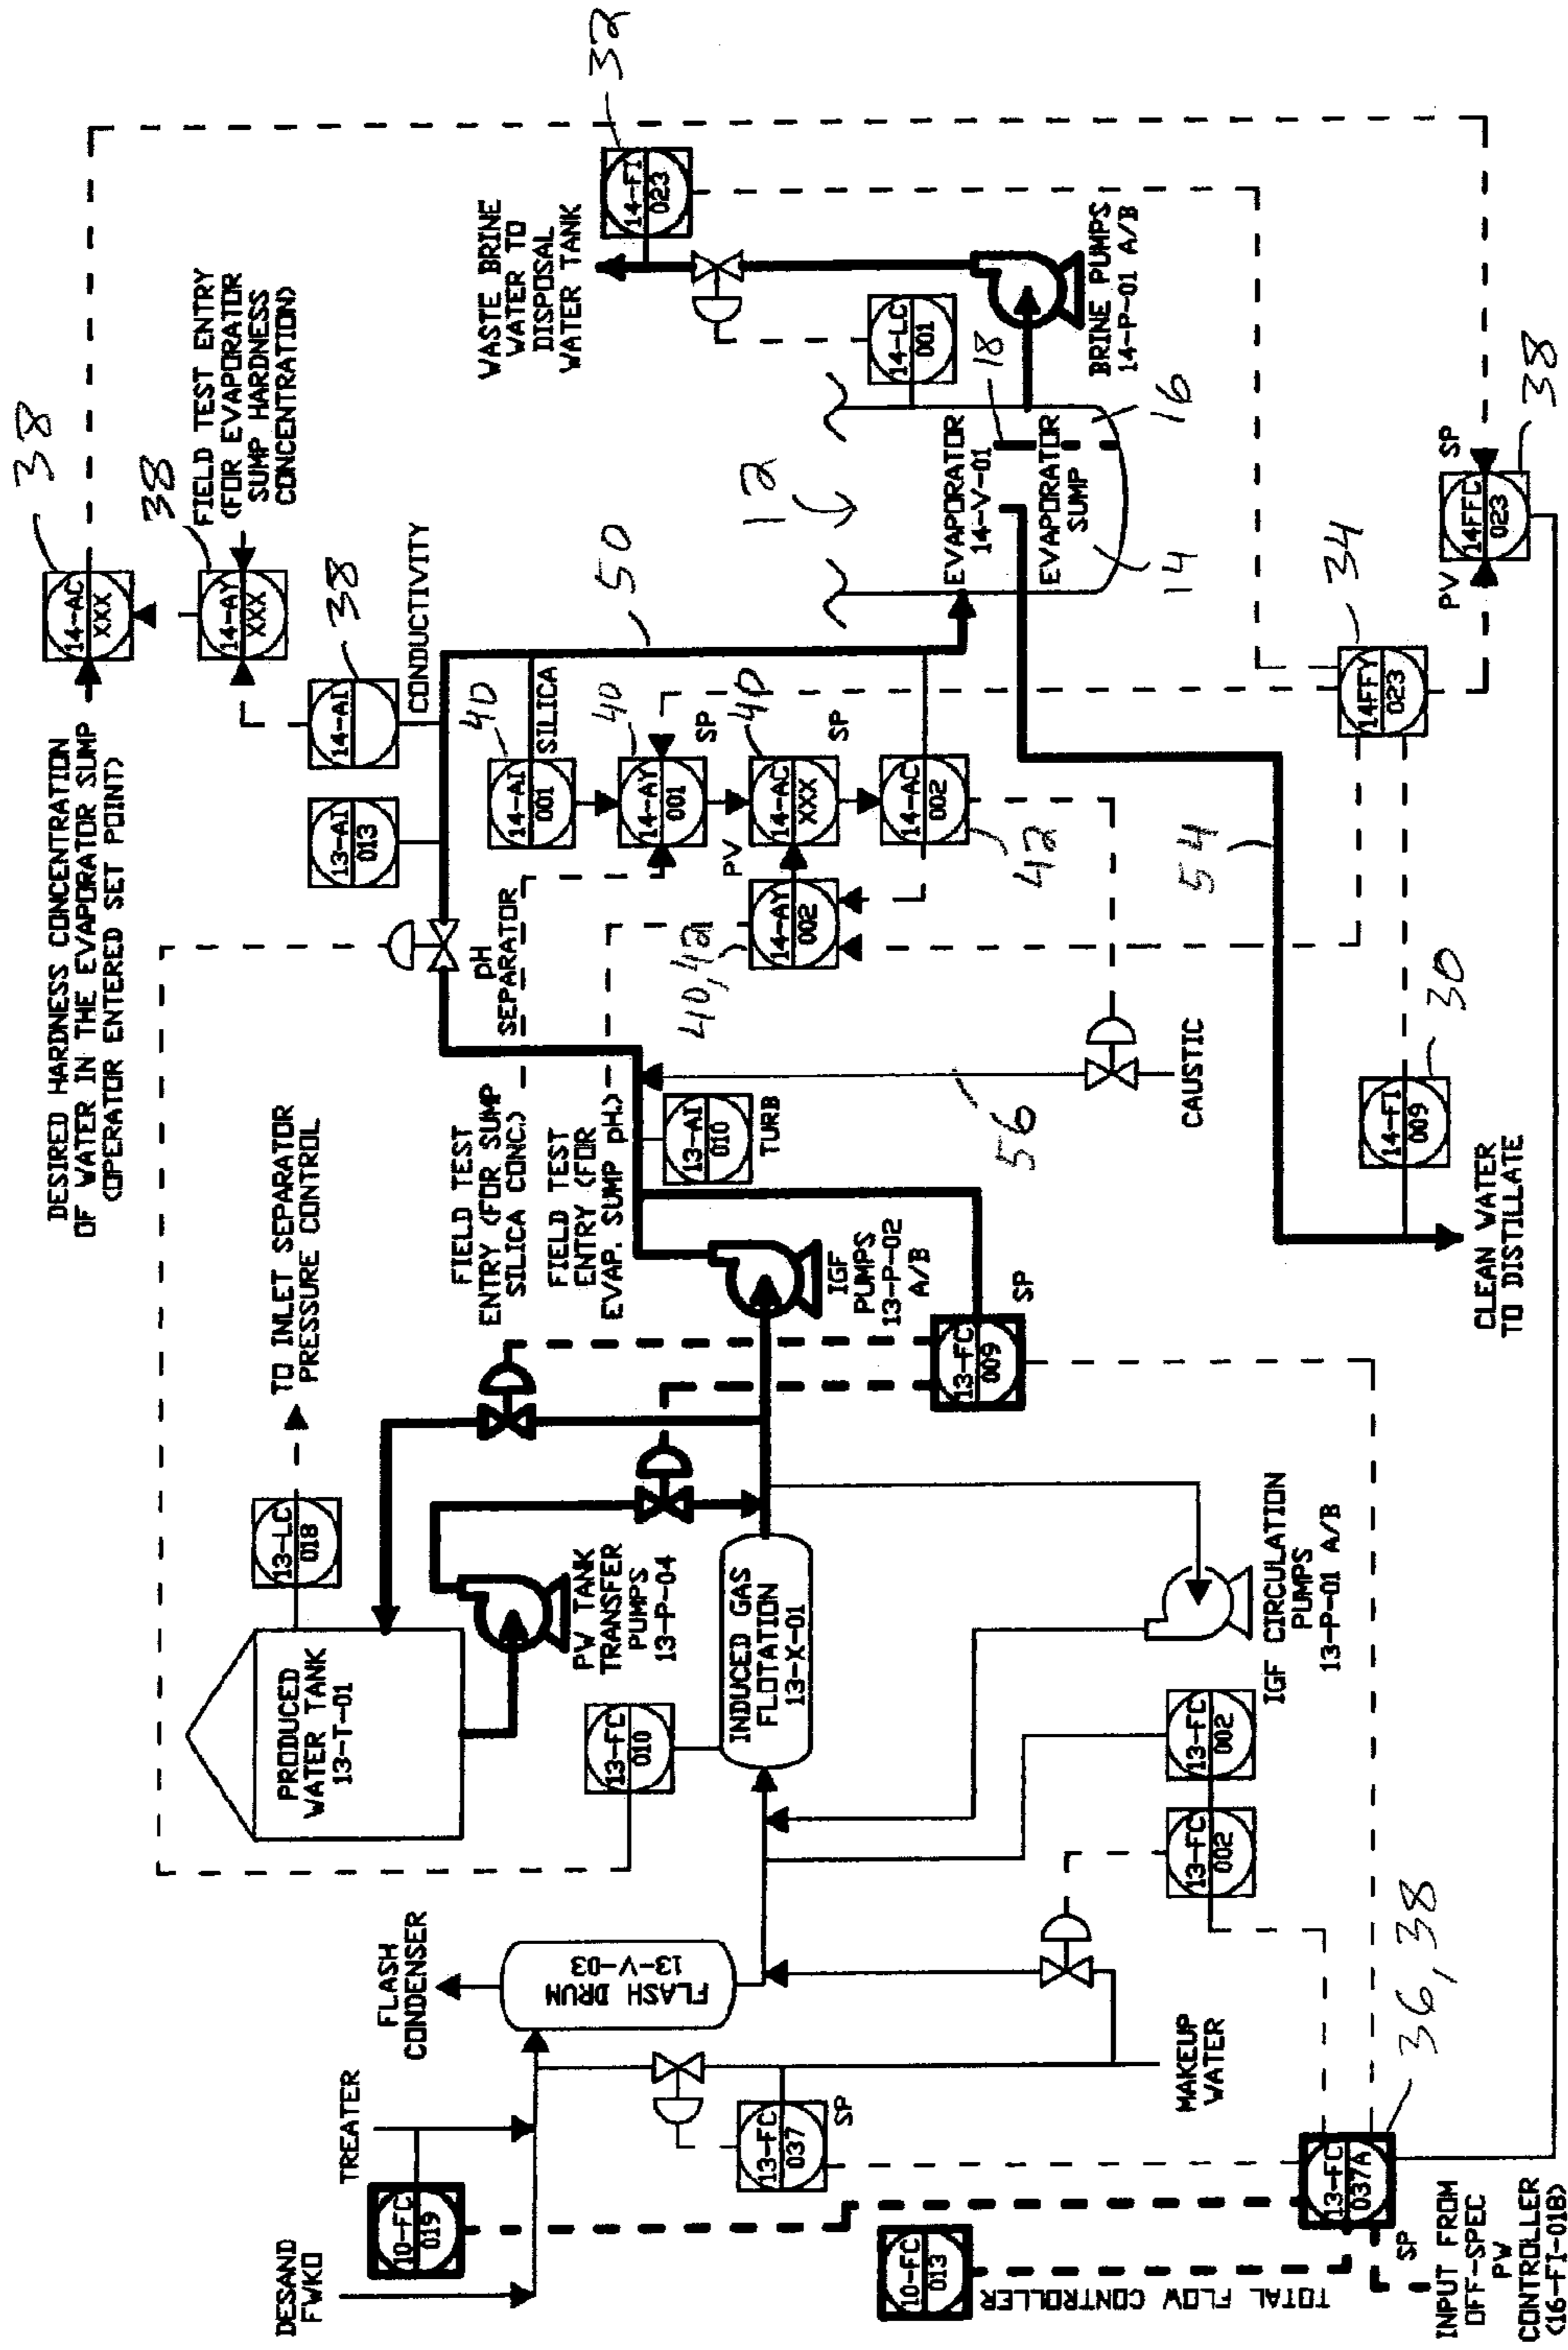 DESIRED HARDNESS CONCENTRATION
OF WATER IN THE EVAPORATOR SUMP
(OPERATOR ENTERED SET POINT)
38
14-AC
XXX
38
14-AY
XXX
FIELD TEST ENTRY
(FOR EVAPORATOR
SUMP HARDNESS
CONCENTRATION)
38
14-AI
CONDUCTIVITY
13-AI
013
TO INLET SEPARATOR
PRESSURE CONTROL
13-LC
018
PRODUCED
WATER TANK
13-T-01
PW TANK
TRANSFER
PUMPS
13-P-04
13-FC
010
INDUCED GAS
FLOTATION
13-X-01
FLASH
CONDENSER
FLASH DRUM
13-V-03
TREATER
DESAND
FWKO
10-FC
019
10-FC
013
TOTAL FLOW CONTROLLER
13-FC
037
SP
MAKEUP
WATER
13-FC
002
13-FC
002
IGF CIRCULATION
PUMPS
13-P-01 A/B
13-FC
037A
SP
36, 38
INPUT FROM
OFF-SPEC
PW
CONTROLLER
(16-FI-01B)
FIELD TEST
ENTRY (FOR SUMP
SILICA CONC.)
FIELD TEST
ENTRY (FOR
EVAP. SUMP pH.)
pH
SEPARATOR
IGF
PUMPS
13-P-02
A/B
13-FC
009
SP
13-AI
010
TURB
56
CAUSTIC
40
14-AI
001
SILICA
40
14-AY
001
SP
40
14-AC
XXX
PV
SP
14-AY
002
40, 42
14-AC
002
42
50
12
EVAPORATOR
14-V-01
EVAPORATOR
SUMP
14
16
18
14-LC
001
BRINE PUMPS
14-P-01 A/B
WASTE BRINE
WATER TO
DISPOSAL
WATER TANK
14-FI
023
32
54
14-FI
009
30
CLEAN WATER
TO DISTILLATE
14FFY
023
34
PV
14FFC
023
SP
38